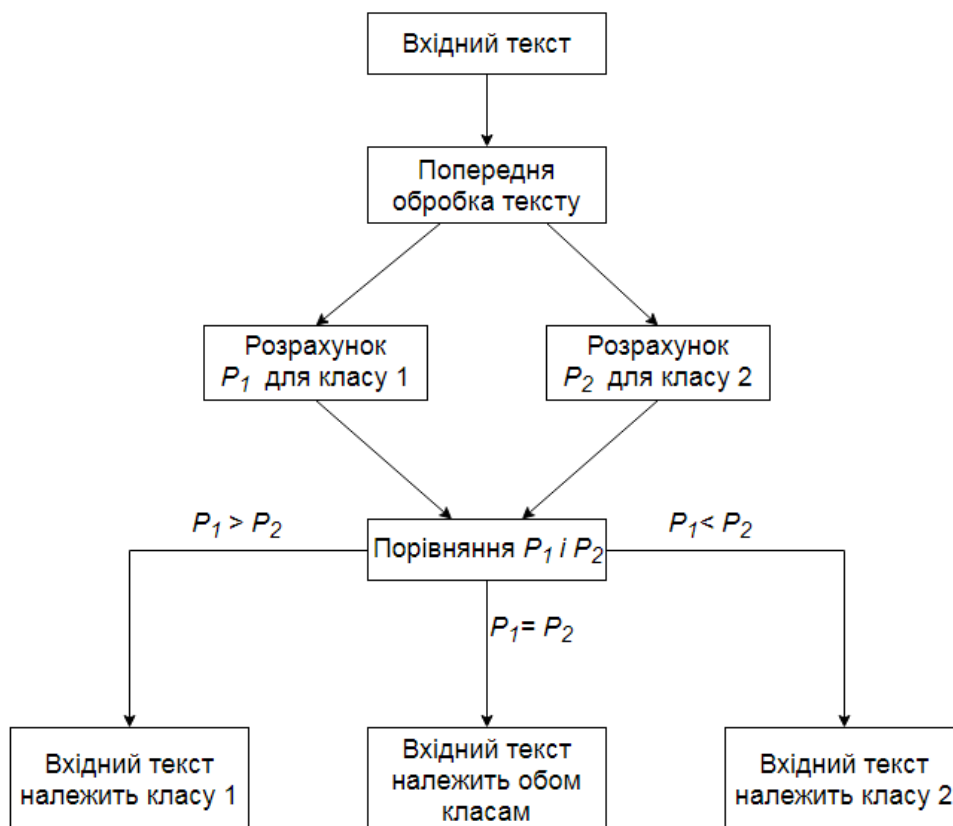 Вхідний текст
Попередня
обробка тексту
Розрахунок
P₁ для класу 1
Розрахунок
P₂ для класу 2
P₁ > P₂
Порівняння P₁ і P₂
P₁< P₂
P₁= P₂
Вхідний текст
належить класу 1
Вхідний текст
належить обом
класам
Вхідний текст
належить класу 2